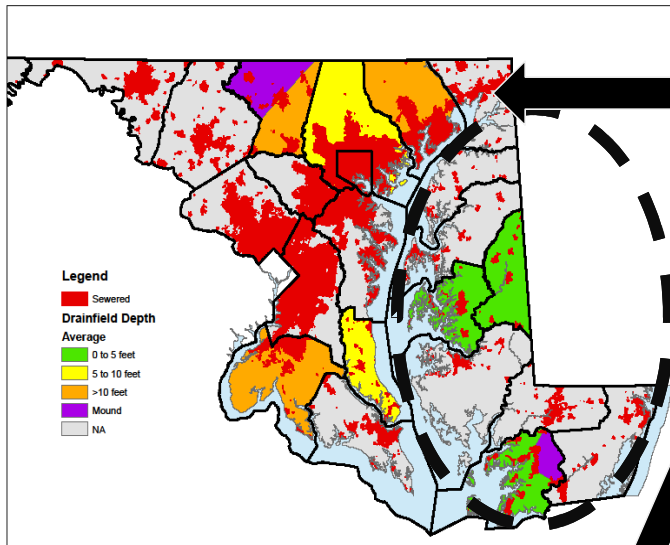 Legend
Sewered
Drainfield Depth
Average
0 to 5 feet
5 to 10 feet
>10 feet
Mound
NA